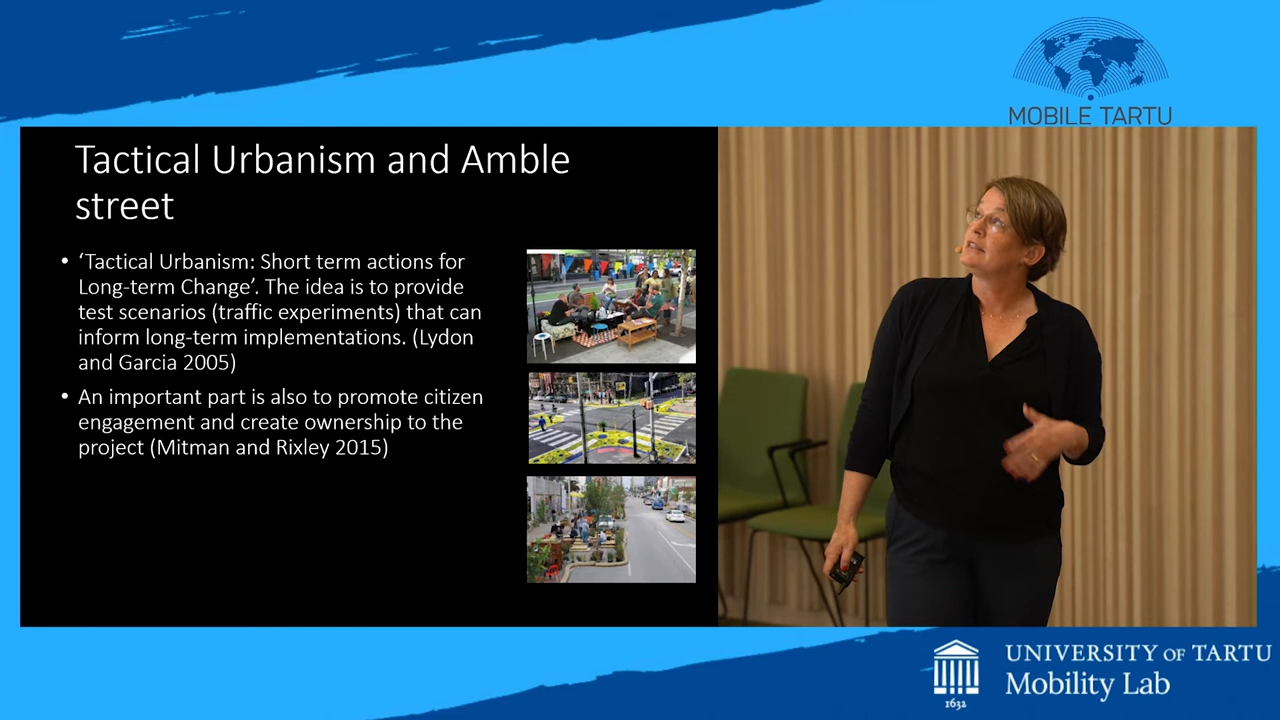 MOBILE TARTU
Tactical Urbanism and Amble
street
• ‘Tactical Urbanism: Short term actions for
Long-term Change’. The idea is to provide
test scenarios (traffic experiments) that can
inform long-term implementations. (Lydon
and Garcia 2005)
• An important part is also to promote citizen
engagement and create ownership to the
project (Mitman and Rixley 2015)
1632
UNIVERSITY OF TARTU
Mobility Lab